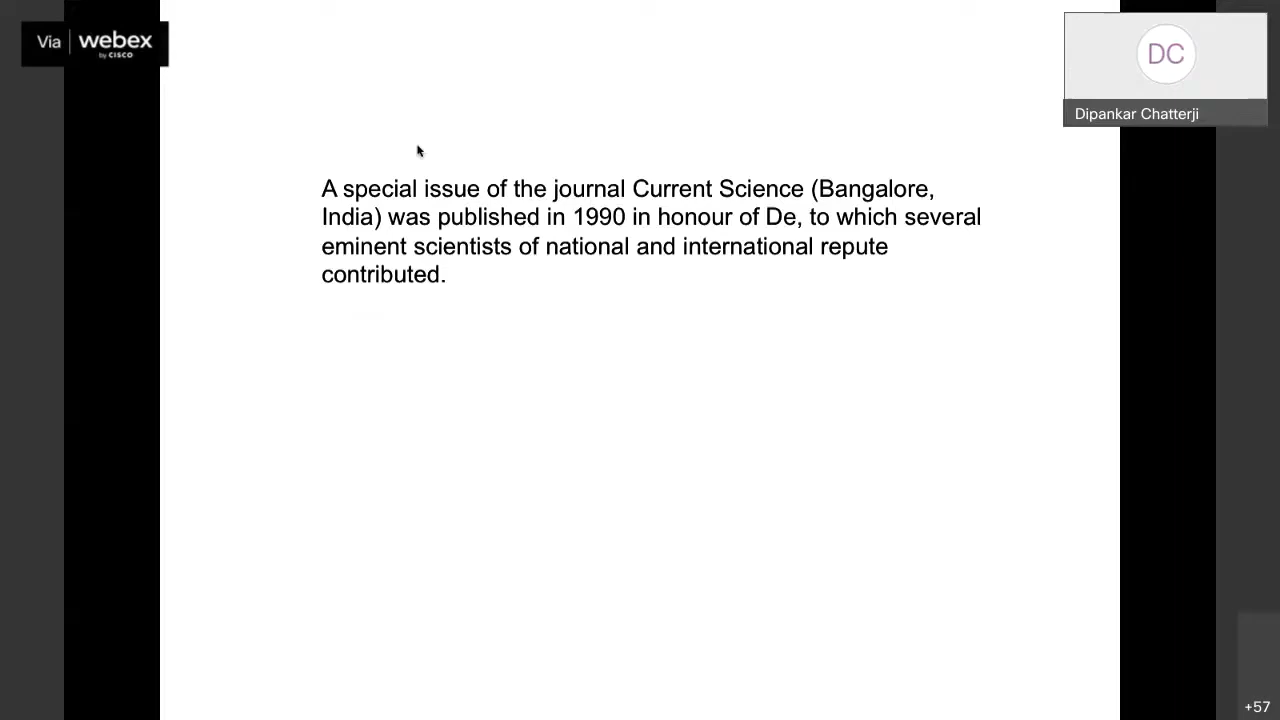 Via webex
by CISCO
DC
Dipankar Chatterji
A special issue of the journal Current Science (Bangalore,
India) was published in 1990 in honour of De, to which several
eminent scientists of national and international repute
contributed.
+57